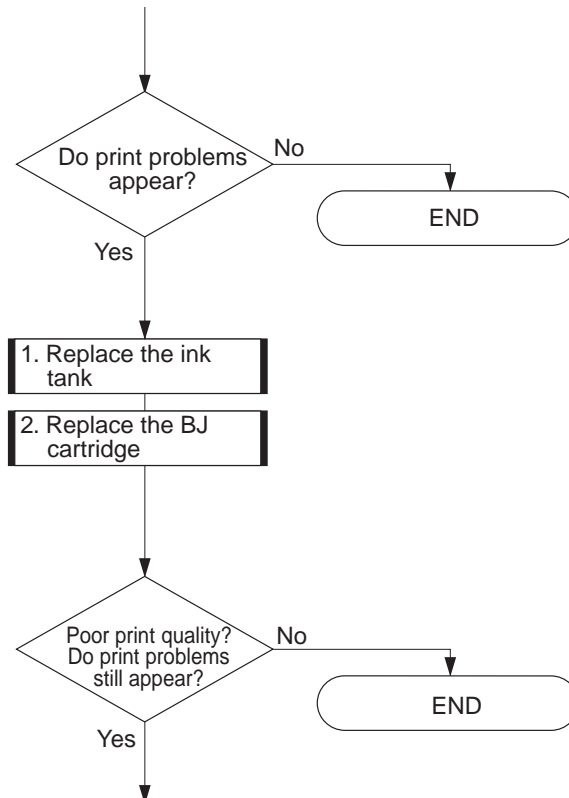 Do print problems
appear?
No
END
Yes
1. Replace the ink
tank
2. Replace the BJ
cartridge
Poor print quality?
Do print problems
still appear?
No
END
Yes